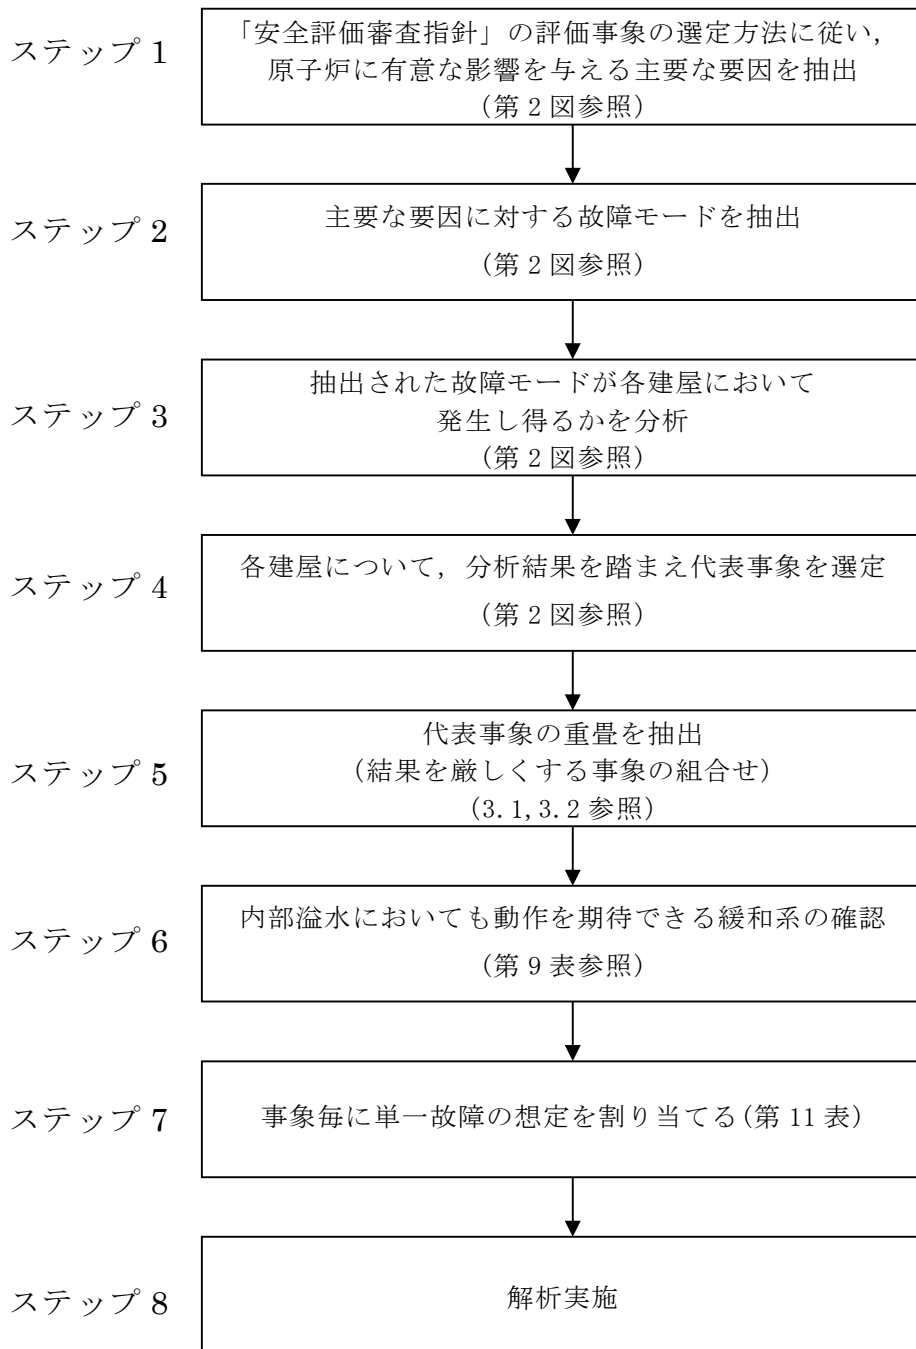 ステップ 1
「安全評価審査指針」の評価事象の選定方法に従い，
原子炉に有意な影響を与える主要な要因を抽出
(第 2 図参照)
ステップ 2
主要な要因に対する故障モードを抽出
(第 2 図参照)
ステップ 3
抽出された故障モードが各建屋において
発生し得るかを分析
(第 2 図参照)
ステップ 4
各建屋について，分析結果を踏まえ代表事象を選定
(第 2 図参照)
ステップ 5
代表事象の重畳を抽出
(結果を厳しくする事象の組合せ)
(3.1,3.2 参照)
ステップ 6
内部溢水においても動作を期待できる緩和系の確認
(第 9 表参照)
ステップ 7
事象毎に単一故障の想定を割り当てる(第 11 表)
ステップ 8
解析実施